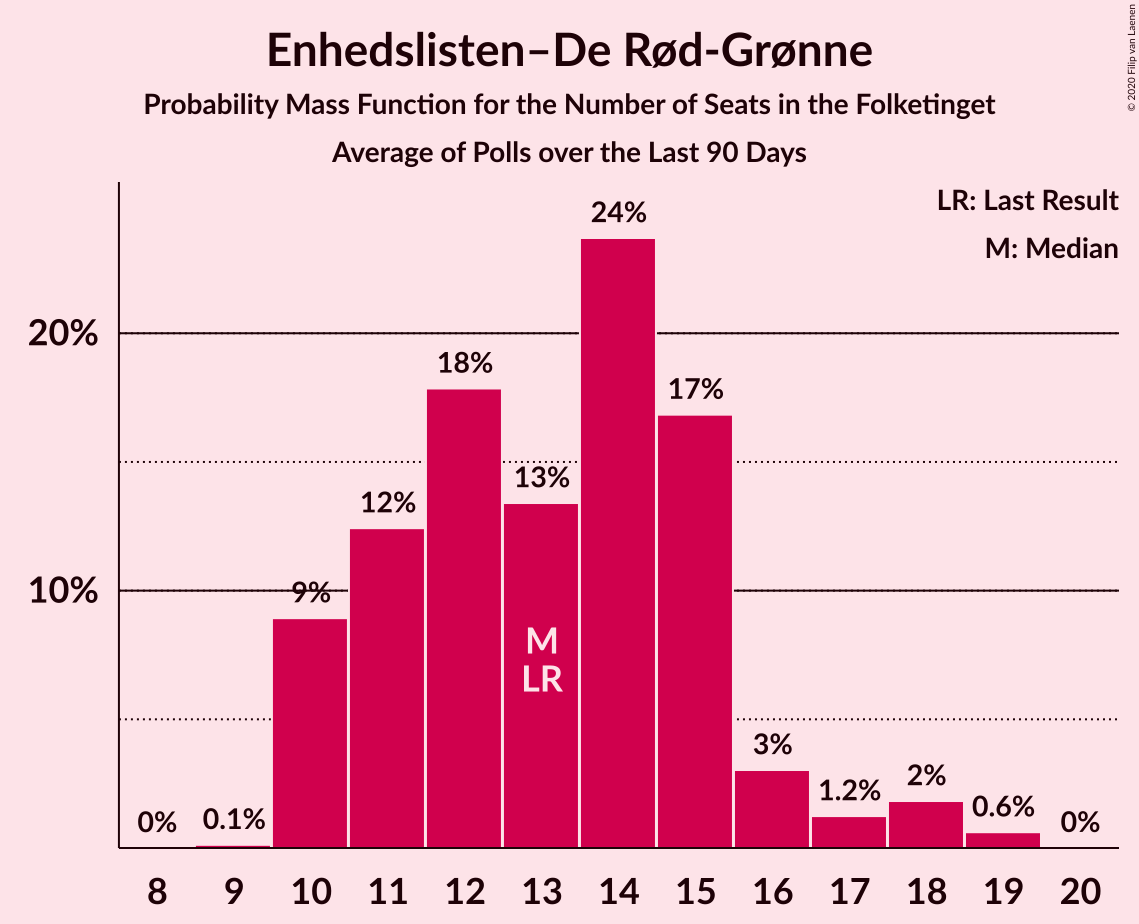 Enhedslisten–De Rød-Grønne
Probability Mass Function for the Number of Seats in the Folketinget
Average of Polls over the Last 90 Days
© 2020 Filip van Laenen
LR: Last Result
M: Median
20%
10%
0%
0.1%
9%
12%
18%
13%
24%
17%
3%
1.2%
2%
0.6%
0%
M
LR
8 9 10 11 12 13 14 15 16 17 18 19 20